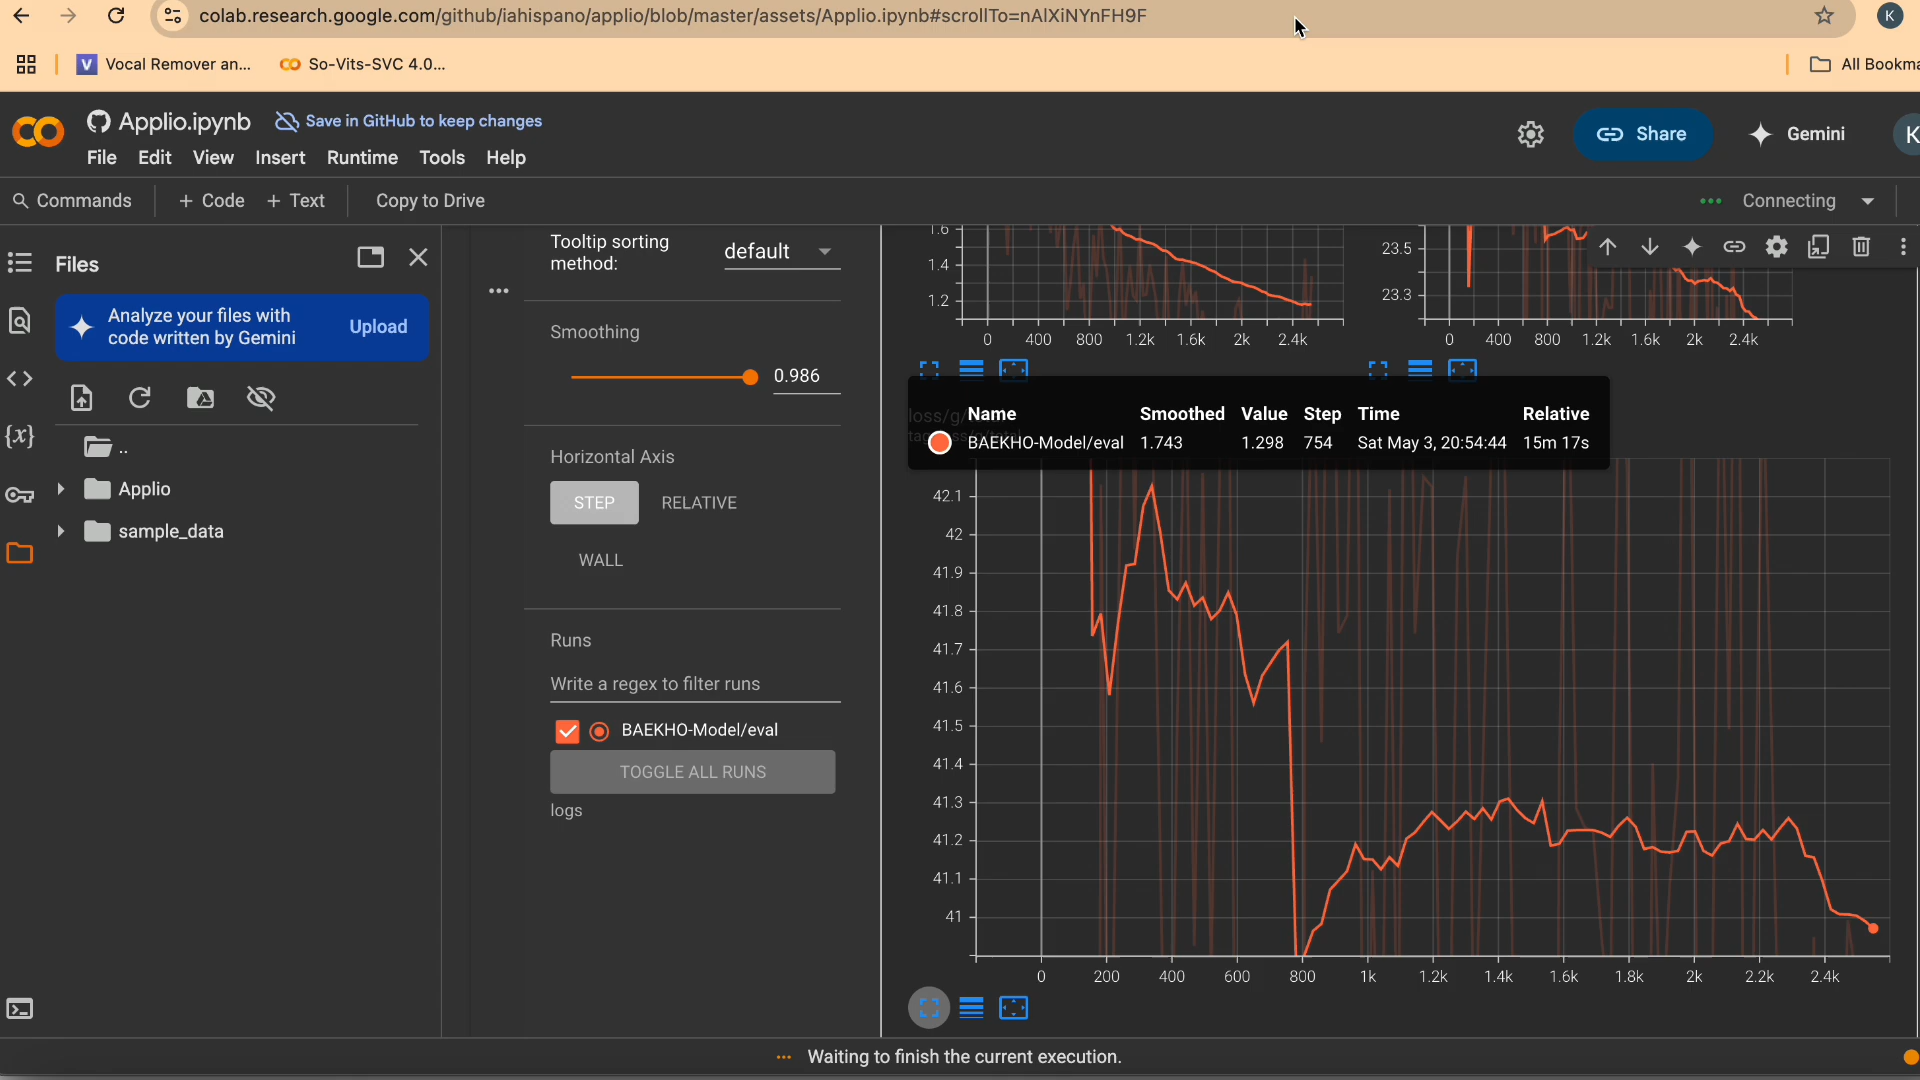 colab.research.google.com/github/iahispano/applio/blob/master/assets/Applio.ipynb#scrollTo=nAlXiNYnFH9F
K
V Vocal Remover an...
So-Vits-SVC 4.0...
All Bookma
Applio.ipynb
Save in GitHub to keep changes
File Edit View Insert Runtime Tools Help
Share
Gemini
K
Commands
+ Code + Text
Copy to Drive
Connecting
Files
Analyze your files with
code written by Gemini
Upload
..
Applio
sample_data
Tooltip sorting
method:
default
Smoothing
0.986
Horizontal Axis
STEP RELATIVE
WALL
Runs
Write a regex to filter runs
BAEKHO-Model/eval
TOGGLE ALL RUNS
logs
1.6
1.4
1.2
0 400 800 1.2k 1.6k 2k 2.4k
23.5
23.3
0 400 800 1.2k 1.6k 2k 2.4k
Name Smoothed Value Step Time Relative
BAEKHO-Model/eval 1.743 1.298 754 Sat May 3, 20:54:44 15m 17s
42.1
42
41.9
41.8
41.7
41.6
41.5
41.4
41.3
41.2
41.1
41
0 200 400 600 800 1k 1.2k 1.4k 1.6k 1.8k 2k 2.2k 2.4k
Waiting to finish the current execution.